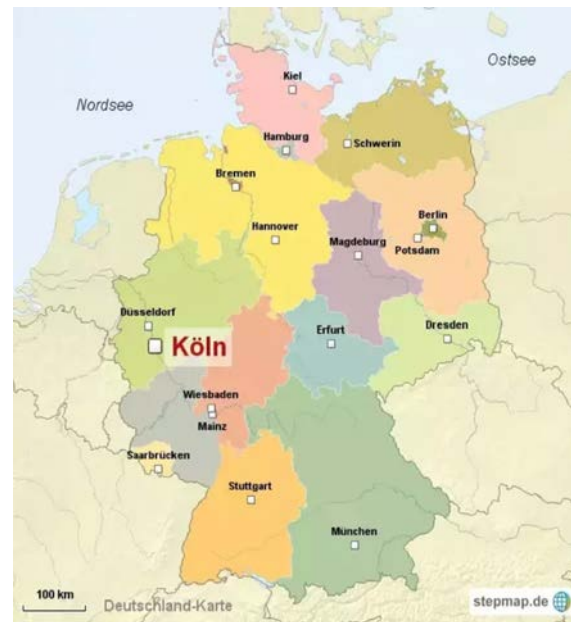 Kiel
Ostsee
Nordsee
Hamburg
Schwerin
Bremen
Berlin
Hannover
Magdeburg
Potsdam
Düsseldorf
Köln
Erfurt
Dresden
Wiesbaden
Mainz
Saarbrücken
Stuttgart
München
100 km
Deutschland-Karte
stepmap.de